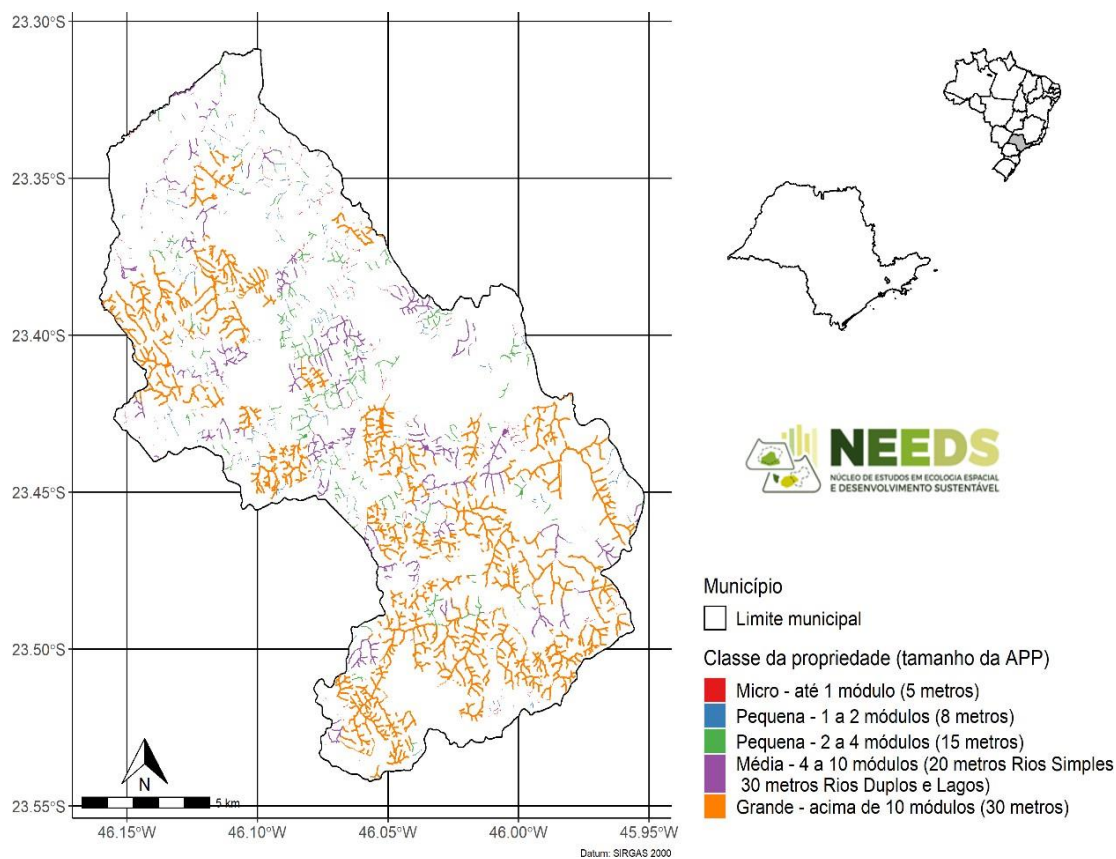 23.30°S
23.35°S
23.40°S
23.45°S
23.50°S
23.55°S
46.15°W
46.10°W
46.05°W
46.00°W
45.95°W
N
5 km
Datum: SIRGAS 2000
NEEDS
NÚCLEO DE ESTUDOS EM ECOLOGIA ESPACIAL
E DESENVOLVIMENTO SUSTENTÁVEL
Município
Limite municipal
Classe da propriedade (tamanho da APP)
Micro - até 1 módulo (5 metros)
Pequena - 1 a 2 módulos (8 metros)
Pequena - 2 a 4 módulos (15 metros)
Média - 4 a 10 módulos (20 metros Rios Simples
30 metros Rios Duplos e Lagos)
Grande - acima de 10 módulos (30 metros)